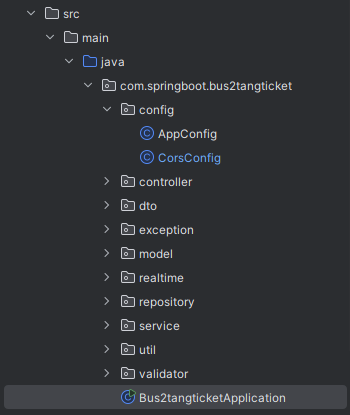 src
main
java
com.springboot.bus2tangticket
config
AppConfig
CorsConfig
controller
dto
exception
model
realtime
repository
service
util
validator
Bus2tangticketApplication